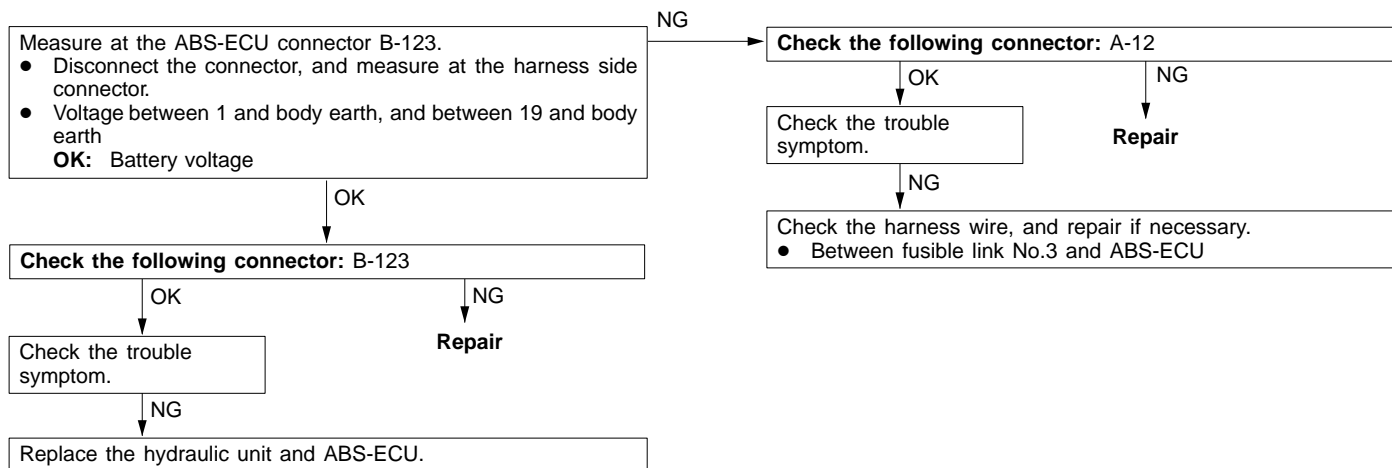 Measure at the ABS-ECU connector B-123.
● Disconnect the connector, and measure at the harness side
connector.
● Voltage between 1 and body earth, and between 19 and body
earth
OK: Battery voltage
NG
Check the following connector: A-12
OK
NG
Check the trouble
symptom.
Repair
NG
Check the harness wire, and repair if necessary.
● Between fusible link No.3 and ABS-ECU
OK
Check the following connector: B-123
OK
NG
Check the trouble
symptom.
Repair
NG
Replace the hydraulic unit and ABS-ECU.